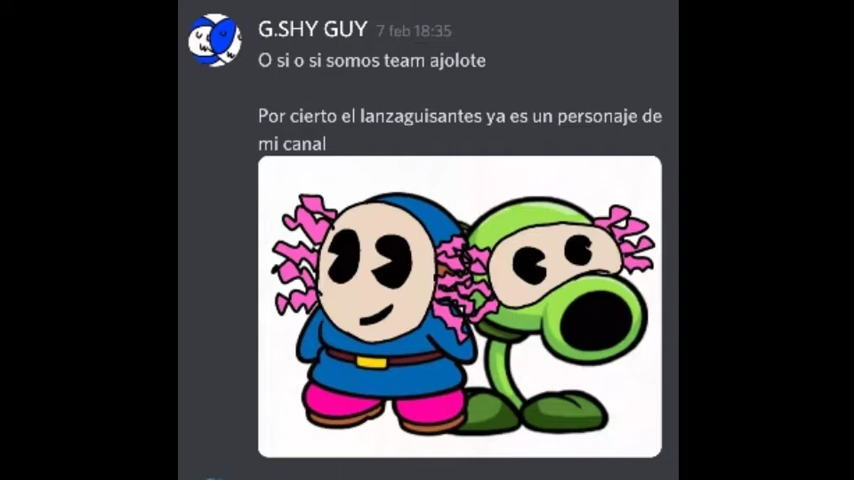 G.SHY GUY 7 feb 18:35
O si o si somos team ajolote
Por cierto el lanzaguisantes ya es un personaje de
mi canal